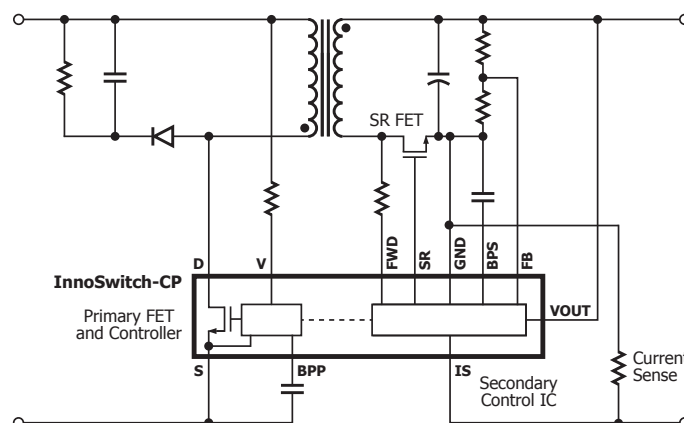 SR FET
D
V
FWD
SR
GND
BPS
FB
InnoSwitch-CP
Primary FET
and Controller
VOUT
S
BPP
IS
Secondary
Control IC
Current
Sense